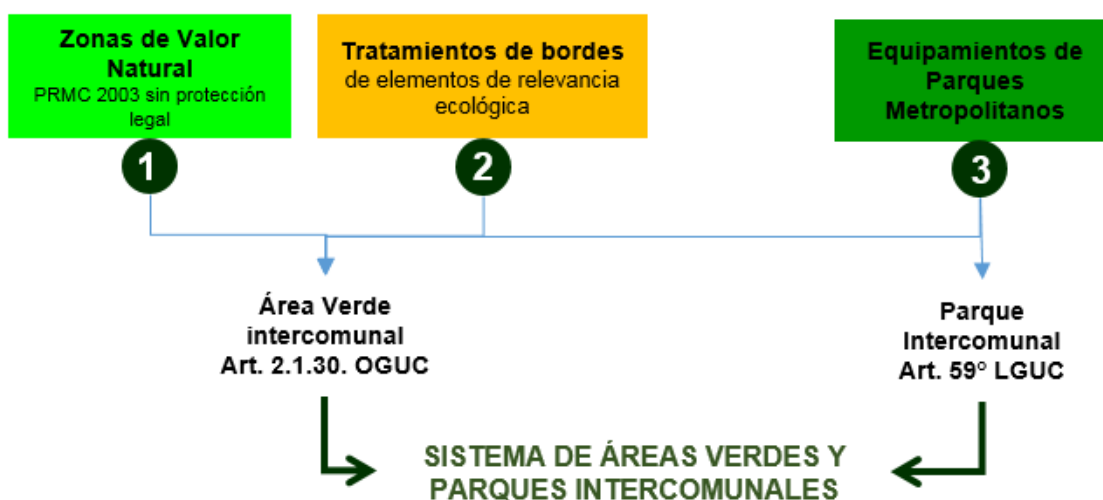 Zonas de Valor
Natural
PRMC 2003 sin protección
legal
Tratamientos de bordes
de elementos de relevancia
ecológica
Equipamientos de
Parques
Metropolitanos
1
2
3
Área Verde
intercomunal
Art. 2.1.30. OGUC
Parque
Intercomunal
Art. 59° LGUC
SISTEMA DE ÁREAS VERDES Y
PARQUES INTERCOMUNALES